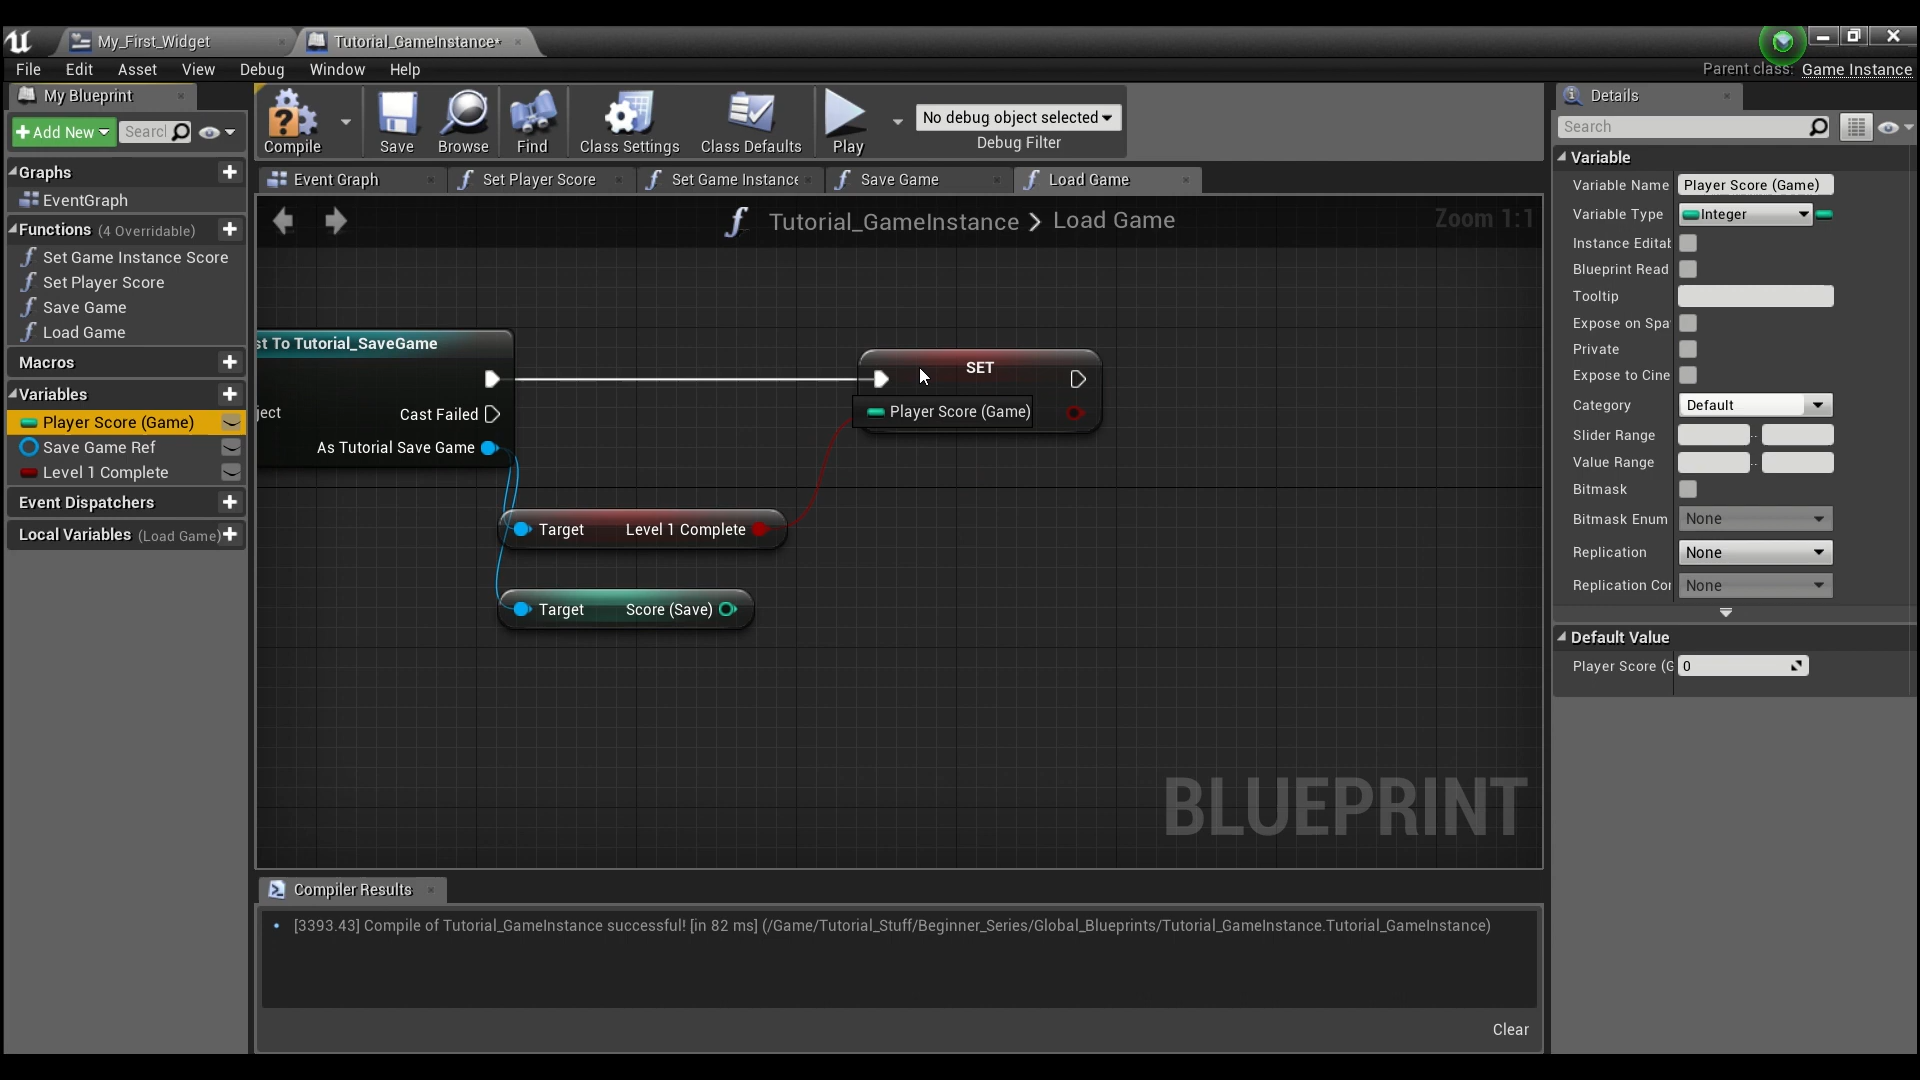 My_First_Widget
Tutorial_GameInstance*
File Edit Asset View Debug Window Help
Parent class: Game Instance
My Blueprint
Add New
Search
Graphs
EventGraph
Functions (4 Overridable)
Set Game Instance Score
Set Player Score
Save Game
Load Game
Macros
Variables
Player Score (Game)
Save Game Ref
Level 1 Complete
Event Dispatchers
Local Variables (Load Game)
Compile
Save
Browse
Find
Class Settings
Class Defaults
Play
No debug object selected
Debug Filter
Event Graph
Set Player Score
Set Game Instance
Save Game
Load Game
Tutorial_GameInstance > Load Game
Zoom 1:1
st To Tutorial_SaveGame
ject
Cast Failed
As Tutorial Save Game
SET
Player Score (Game)
Target Level 1 Complete
Target Score (Save)
BLUEPRINT
Compiler Results
[3393.43] Compile of Tutorial_GameInstance successful! [in 82 ms] (/Game/Tutorial_Stuff/Beginner_Series/Global_Blueprints/Tutorial_GameInstance.Tutorial_GameInstance)
Clear
Details
Search
Variable
Variable Name Player Score (Game)
Variable Type Integer
Instance Editab
Blueprint Read
Tooltip
Expose on Spa
Private
Expose to Cine
Category Default
Slider Range
Value Range
Bitmask
Bitmask Enum None
Replication None
Replication Cor None
Default Value
Player Score (G 0